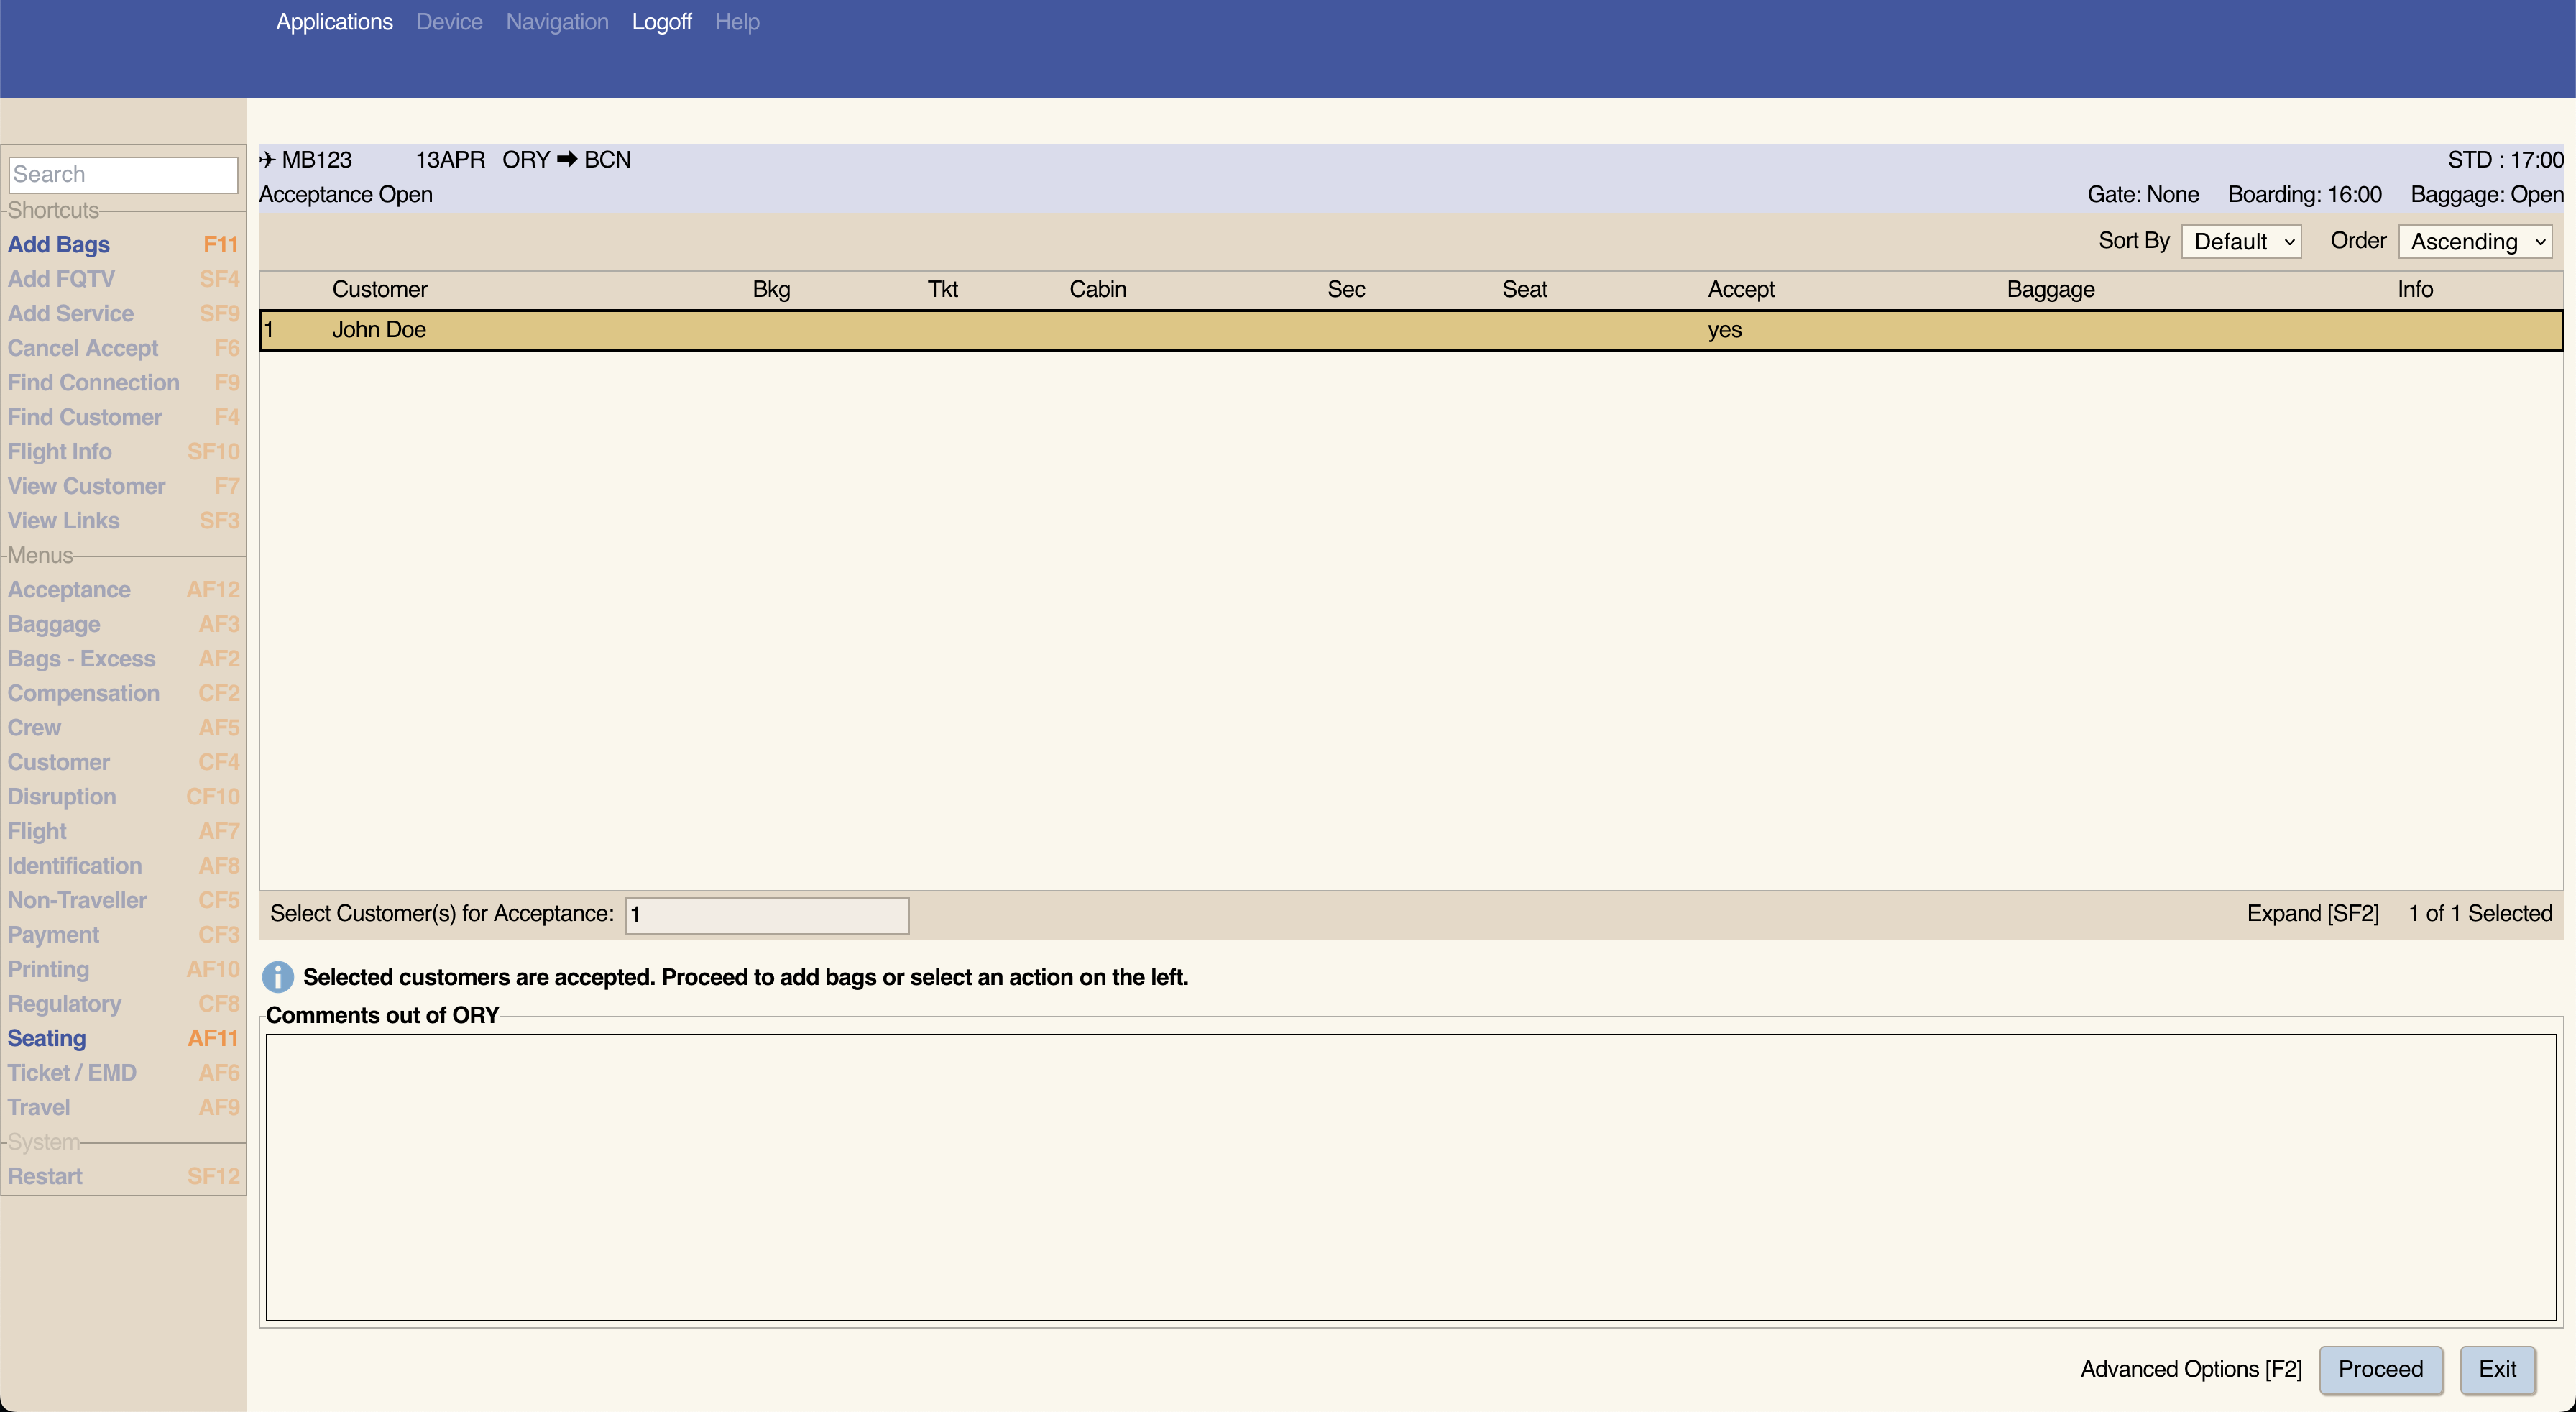 Applications Device Navigation Logoff Help
Search
Shortcuts
Add Bags F11
Add FQTV SF4
Add Service SF9
Cancel Accept F6
Find Connection F9
Find Customer F4
Flight Info SF10
View Customer F7
View Links SF3
Menus
Acceptance AF12
Baggage AF3
Bags - Excess AF2
Compensation CF2
Crew AF5
Customer CF4
Disruption CF10
Flight AF7
Identification AF8
Non-Traveller CF5
Payment CF3
Printing AF10
Regulatory CF8
Seating AF11
Ticket / EMD AF6
Travel AF9
System
Restart SF12
✈ MB123 13APR ORY ➡ BCN STD : 17:00
Acceptance Open Gate: None Boarding: 16:00 Baggage: Open
Sort By Default Order Ascending
Customer Bkg Tkt Cabin Sec Seat Accept Baggage Info
1 John Doe yes
Select Customer(s) for Acceptance: 1 Expand [SF2] 1 of 1 Selected
Selected customers are accepted. Proceed to add bags or select an action on the left.
Comments out of ORY
Advanced Options [F2] Proceed Exit